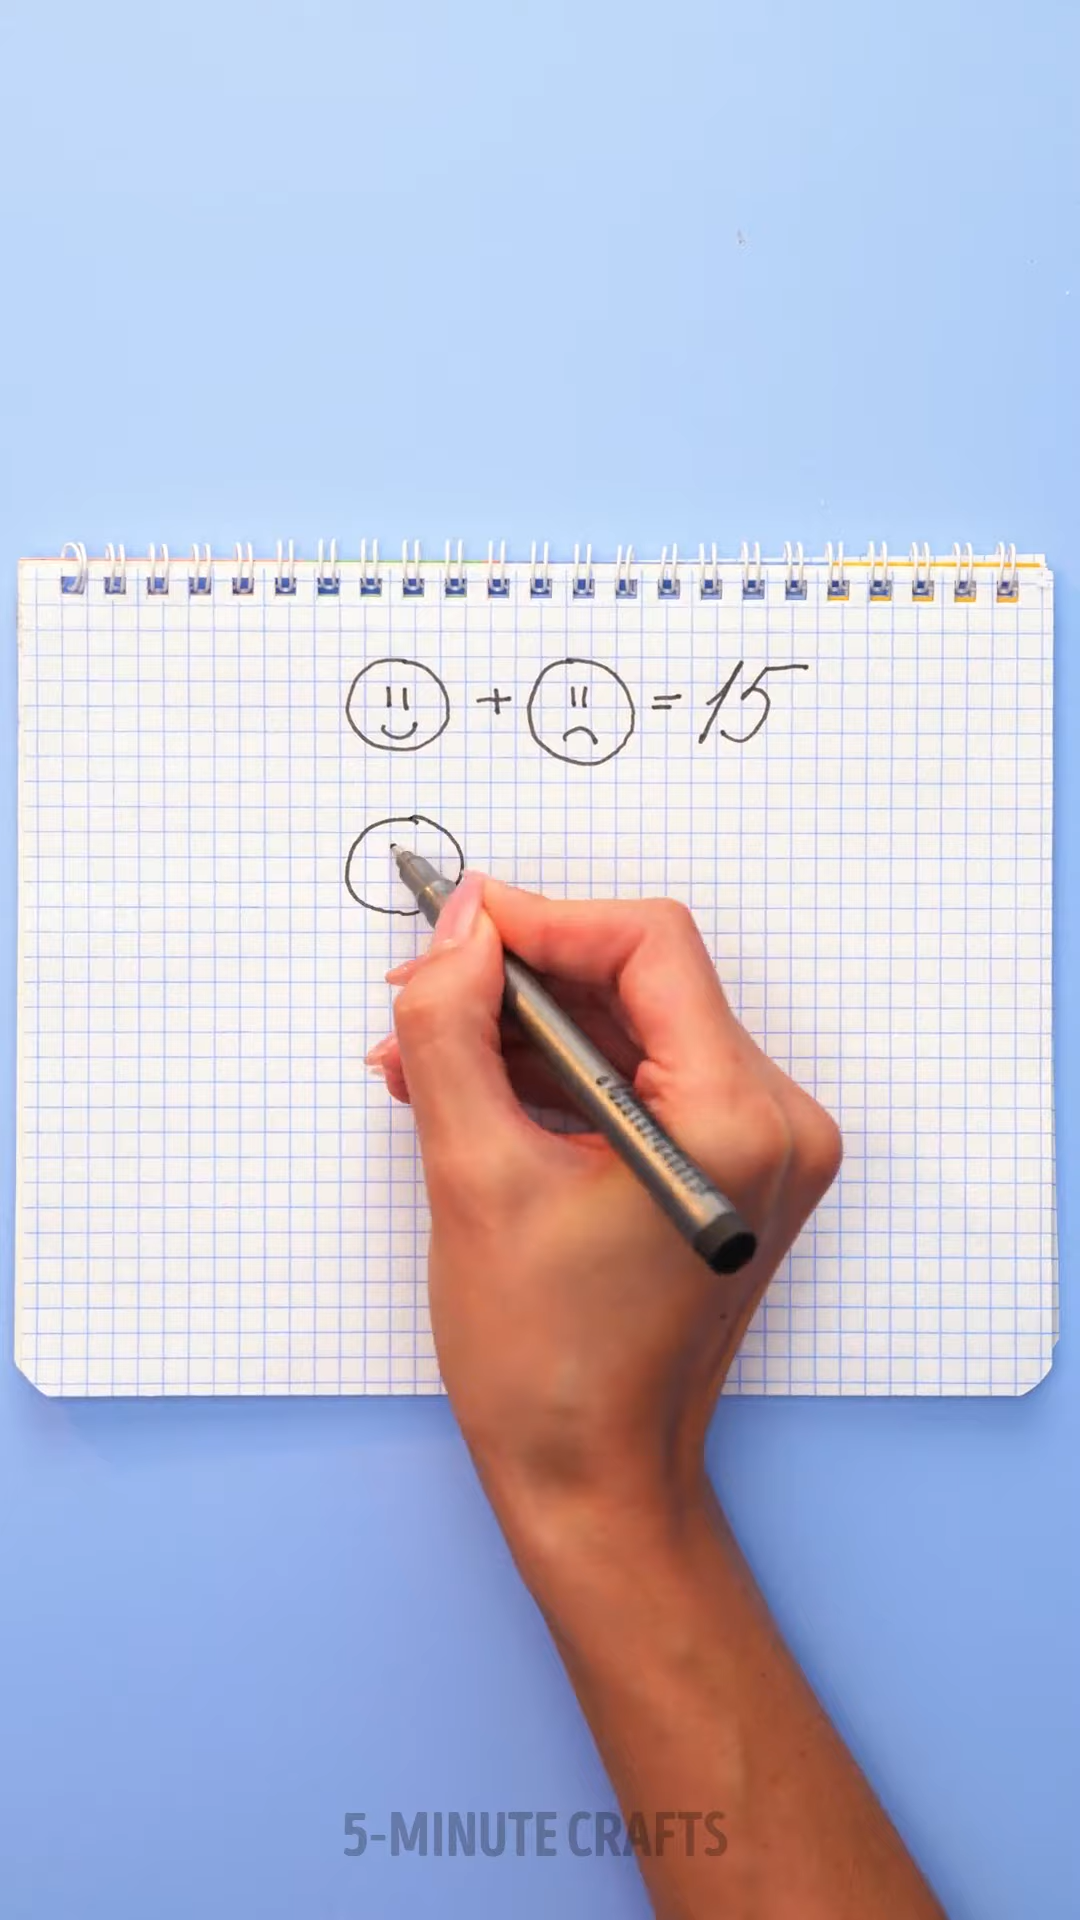 + = 15
5-MINUTE CRAFTS